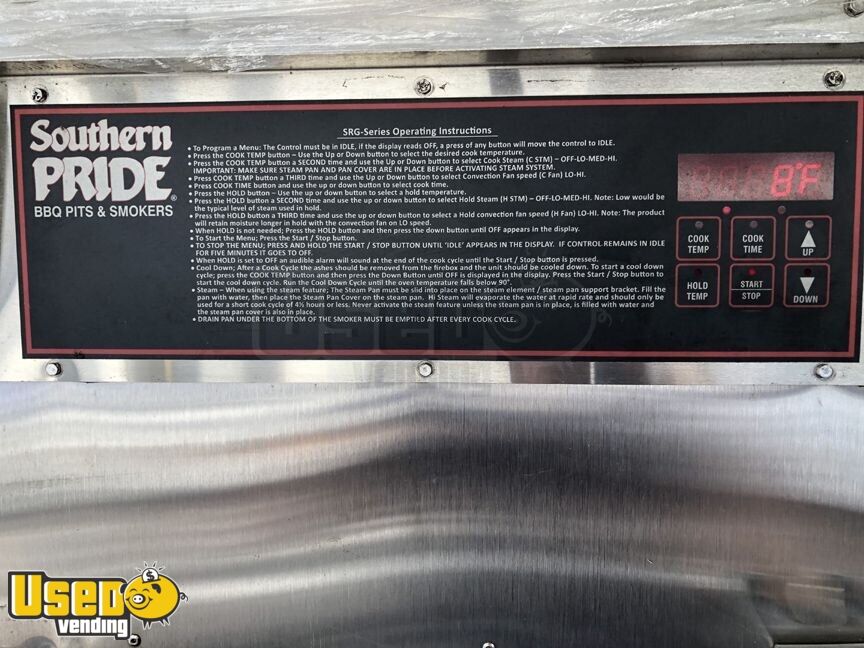 Southern
PRIDE®
BBQ PITS & SMOKERS
SRG-Series Operating Instructions
• To Program a Menu: The Control must be in IDLE, if the display reads OFF, a press of any button will move the control to IDLE.
• Press the COOK TEMP button – Use the Up or Down button to select the desired cook temperature.
• Press the COOK TEMP button a SECOND time and use the Up or Down button to select Cook Steam (C STM) – OFF-LO-MED-HI.
IMPORTANT: MAKE SURE STEAM PAN AND PAN COVER ARE IN PLACE BEFORE ACTIVATING STEAM SYSTEM.
• Press COOK TEMP button a THIRD time and use the Up or Down button to select Convection Fan speed (C Fan) LO-HI.
• Press COOK TIME button and use the up or down button to select cook time.
• Press the HOLD button – Use the up or down button to select a hold temperature.
• Press the HOLD button a SECOND time and use the Up or Down button to select Hold Steam (H STM) – OFF-LO-MED-HI. Note: Low would be
the typical level of steam used in hold.
• Press the HOLD button a THIRD time and use the up or down button to select a Hold convection fan speed (H Fan) LO-HI. Note: The product
will retain moisture longer in hold with the convection fan on LO speed.
• When HOLD is not needed; Press the HOLD button and then press the down button until OFF appears in the display.
• To Start the Menu; Press the Start / Stop button.
• TO STOP THE MENU; PRESS AND HOLD THE START / STOP BUTTON UNTIL 'IDLE' APPEARS IN THE DISPLAY. IF CONTROL REMAINS IN IDLE
FOR FIVE MINUTES IT GOES TO OFF.
• When HOLD is set to OFF an audible alarm will sound at the end of the cook cycle until the Start / Stop button is pressed.
• Cool Down; After a Cook Cycle the ashes should be removed from the firebox and the unit should be cooled down. To start a cool down
cycle; press the COOK TEMP button and then press the Down Button until OFF is displayed in the display. Press the Start / Stop button to
start the cool down cycle. Run the Cool Down Cycle until the oven temperature falls below 90°.
• Steam – When using the steam feature; The Steam Pan must be slid into place on the steam element / steam pan support bracket. Fill the
pan with water, then place the Steam Pan Cover on the steam pan. Hi Steam will evaporate the water at rapid rate and should only be
used for a short cook cycle of 4½ hours or less. Never activate the steam feature unless the steam pan is in place, is filled with water and
the steam pan cover is also in place.
• DRAIN PAN UNDER THE BOTTOM OF THE SMOKER MUST BE EMPTIED AFTER EVERY COOK CYCLE.
8°F
COOK TEMP
COOK TIME
UP
HOLD TEMP
START STOP
DOWN
USED
vending